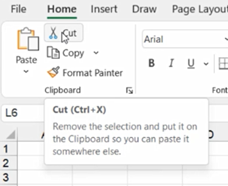 File Home Insert Draw Page Layout
Cut
Copy
Paste
Format Painter
Clipboard
Arial
B I U
Font
L6
Cut (Ctrl+X)
Remove the selection and put it on
the Clipboard so you can paste it
somewhere else.
1
2
3